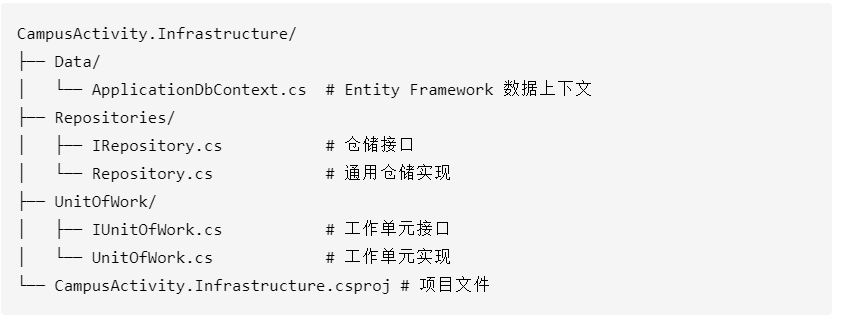 CampusActivity.Infrastructure/
├── Data/
│   └── ApplicationDbContext.cs  # Entity Framework 数据上下文
├── Repositories/
│   ├── IRepository.cs           # 仓储接口
│   └── Repository.cs            # 通用仓储实现
├── UnitOfWork/
│   ├── IUnitOfWork.cs           # 工作单元接口
│   └── UnitOfWork.cs            # 工作单元实现
└── CampusActivity.Infrastructure.csproj # 项目文件